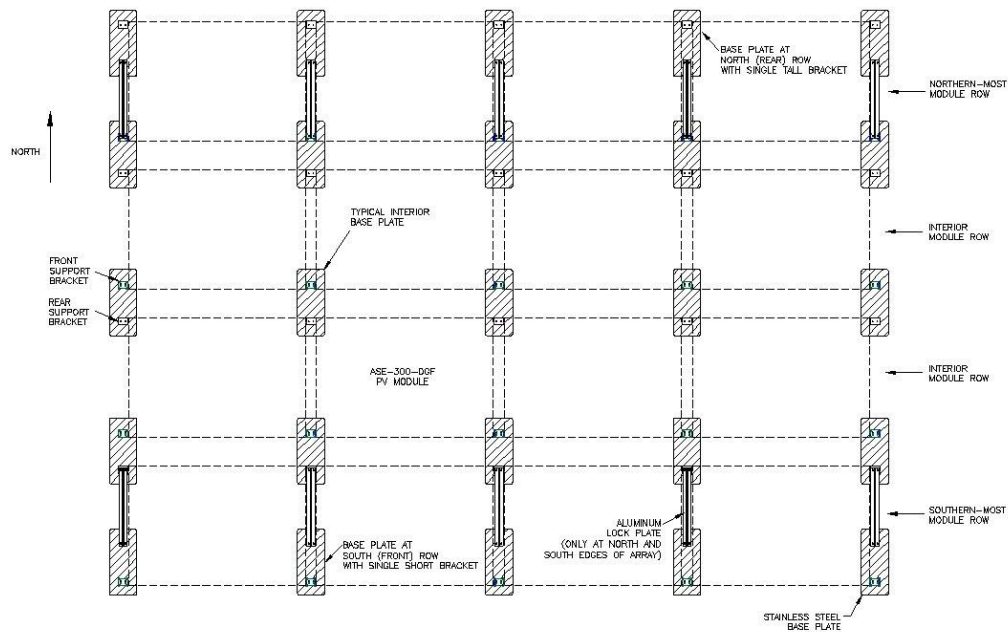 BASE PLATE AT
NORTH (REAR) ROW
WITH SINGLE TALL BRACKET
NORTHERN-MOST
MODULE ROW
NORTH
TYPICAL INTERIOR
BASE PLATE
INTERIOR
MODULE ROW
FRONT
SUPPORT
BRACKET
REAR
SUPPORT
BRACKET
ASE-300-DGF
PV MODULE
INTERIOR
MODULE ROW
ALUMINUM
LOCK PLATE
(ONLY AT NORTH AND
SOUTH EDGES OF ARRAY)
SOUTHERN-MOST
MODULE ROW
BASE PLATE AT
SOUTH (FRONT) ROW
WITH SINGLE SHORT BRACKET
STAINLESS STEEL
BASE PLATE